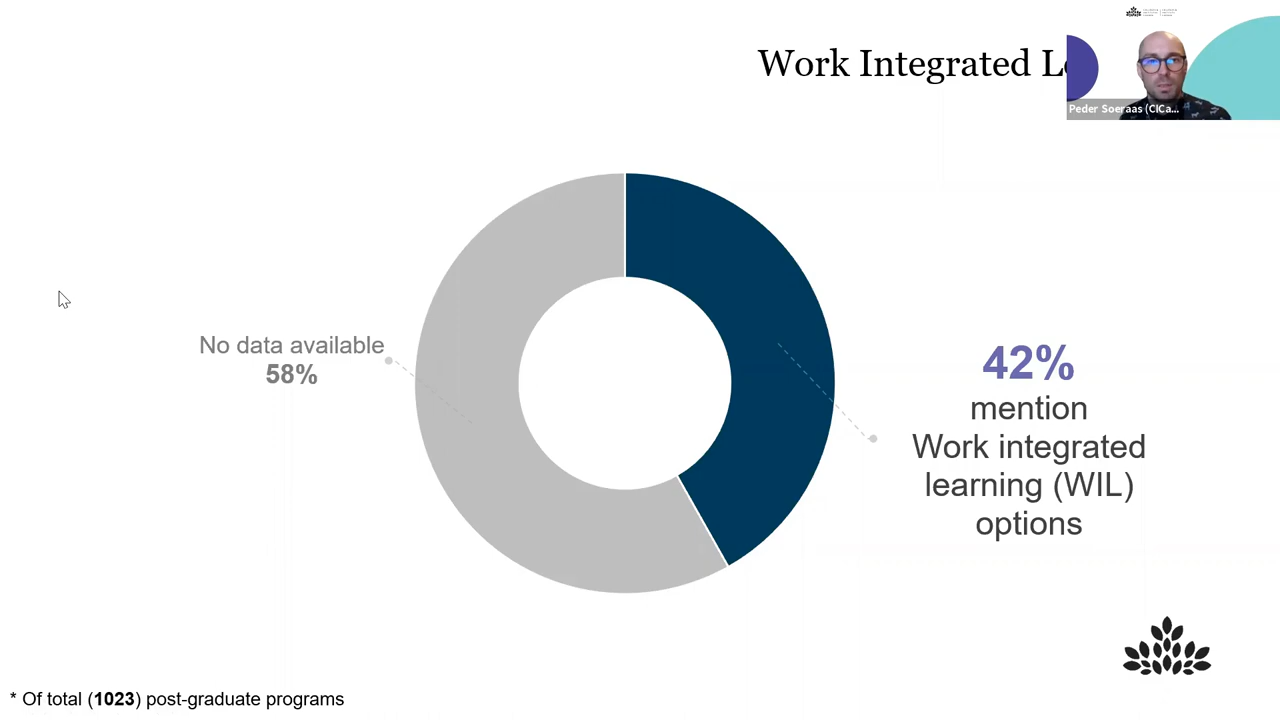 Work Integrated L
Peder Soeraas (CICa...
No data available
58%
42%
mention
Work integrated
learning (WIL)
options
* Of total (1023) post-graduate programs